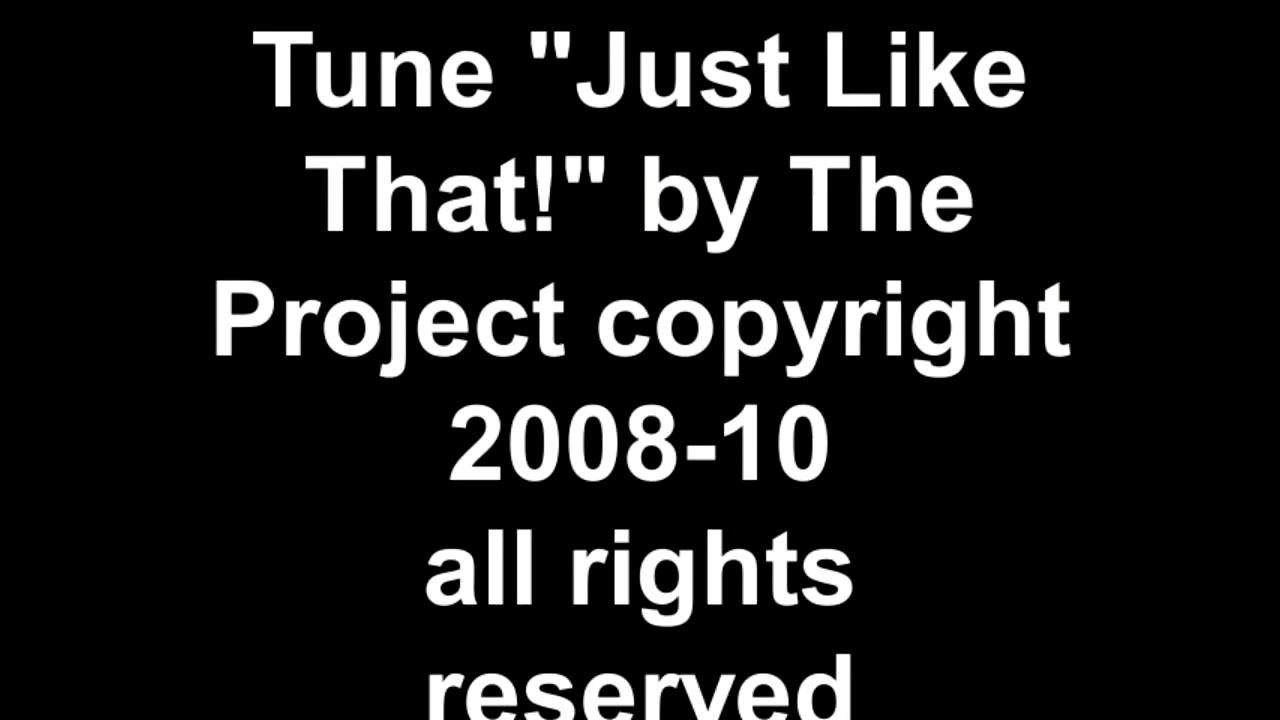 Tune "Just Like
That!" by The
Project copyright
2008-10
all rights
reserved